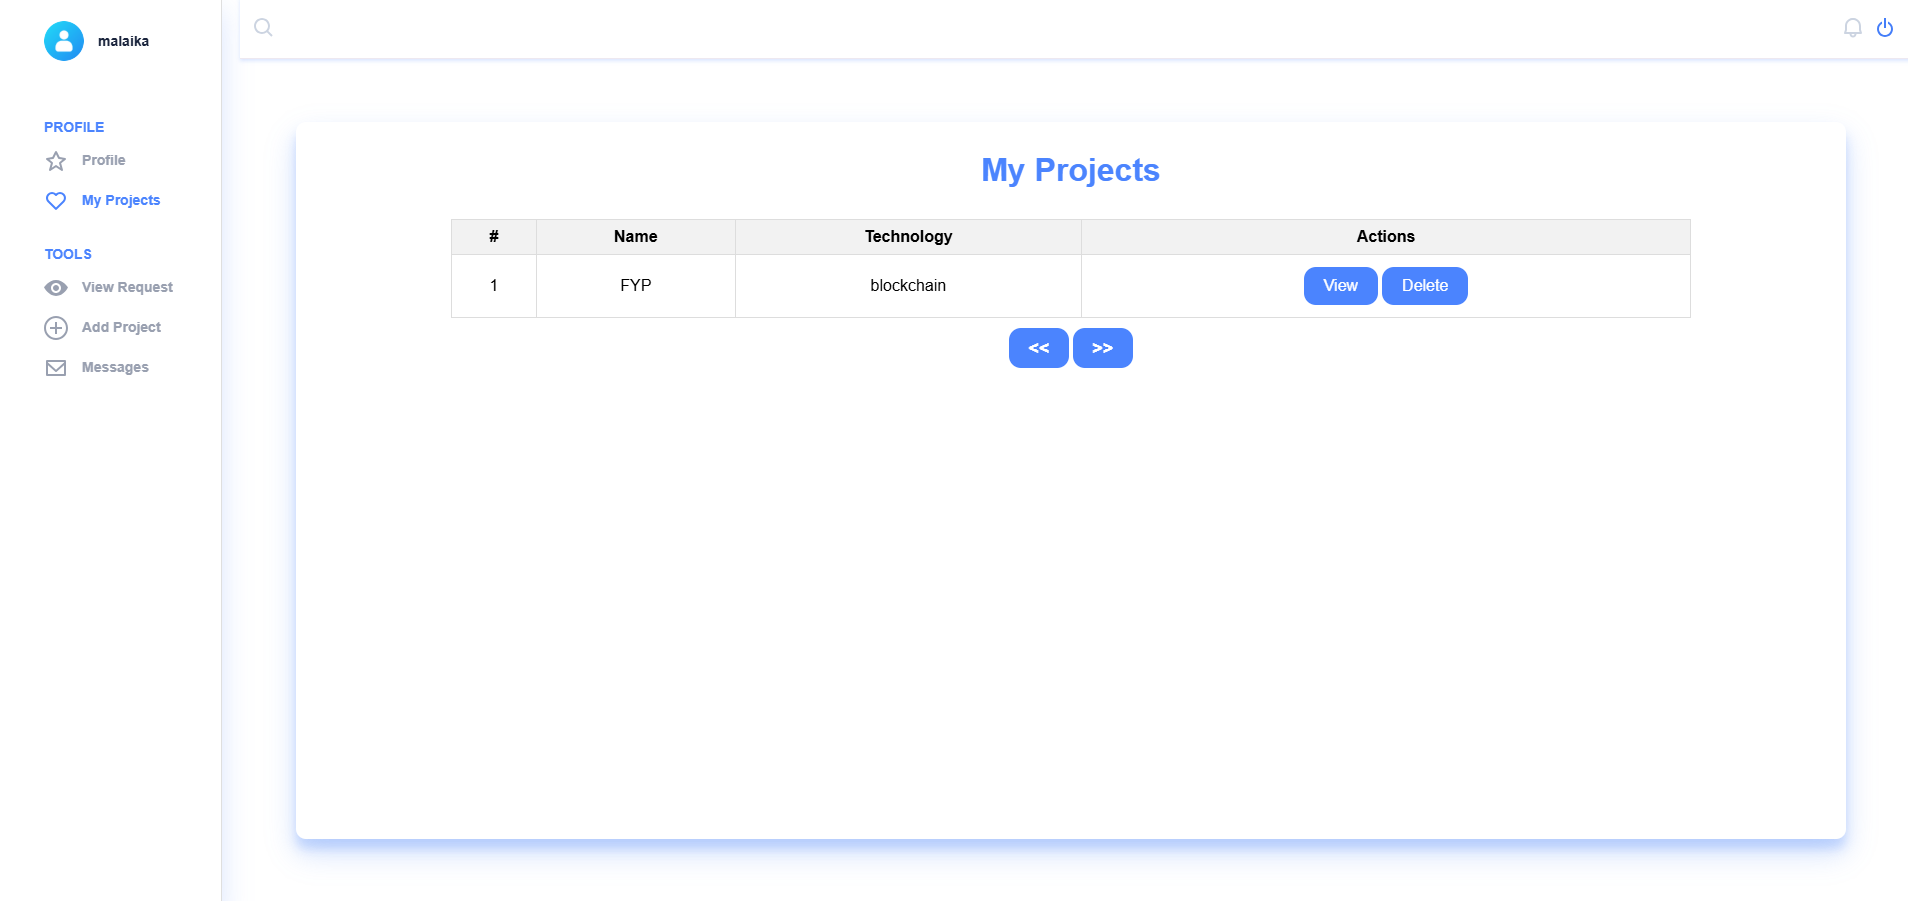 malaika
PROFILE
Profile
My Projects
TOOLS
View Request
Add Project
Messages
My Projects
# Name Technology Actions
1 FYP blockchain View Delete
<< >>